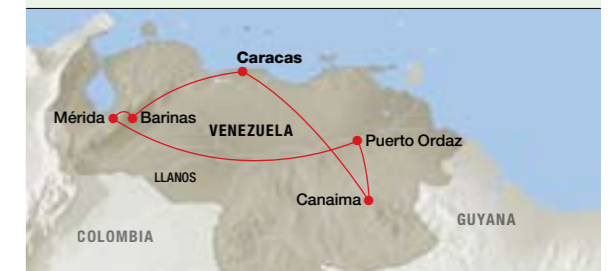 Caracas
Mérida
Barinas
VENEZUELA
Puerto Ordaz
LLANOS
Canaima
GUYANA
COLOMBIA